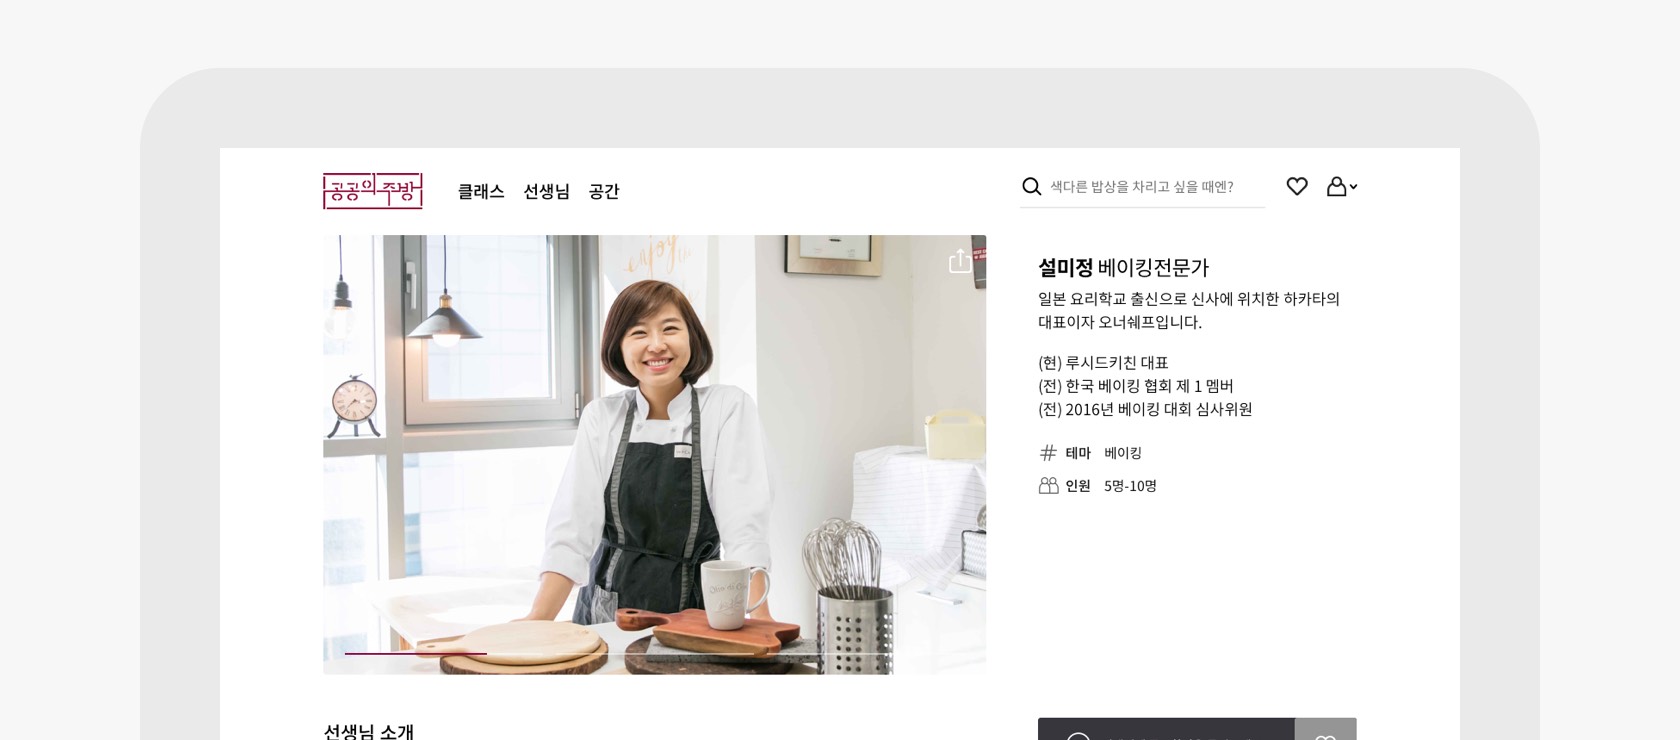 공공의주방
클래스 선생님 공간
색다른 밥상을 차리고 싶을 때엔?
enjoy
설미정 베이킹전문가
일본 요리학교 출신으로 신사에 위치한 하카타의
대표이자 오너쉐프입니다.
(현) 루시드키친 대표
(전) 한국 베이킹 협회 제 1 멤버
(전) 2016년 베이킹 대회 심사위원
# 테마 베이킹
인원 5명-10명
선생님 소개